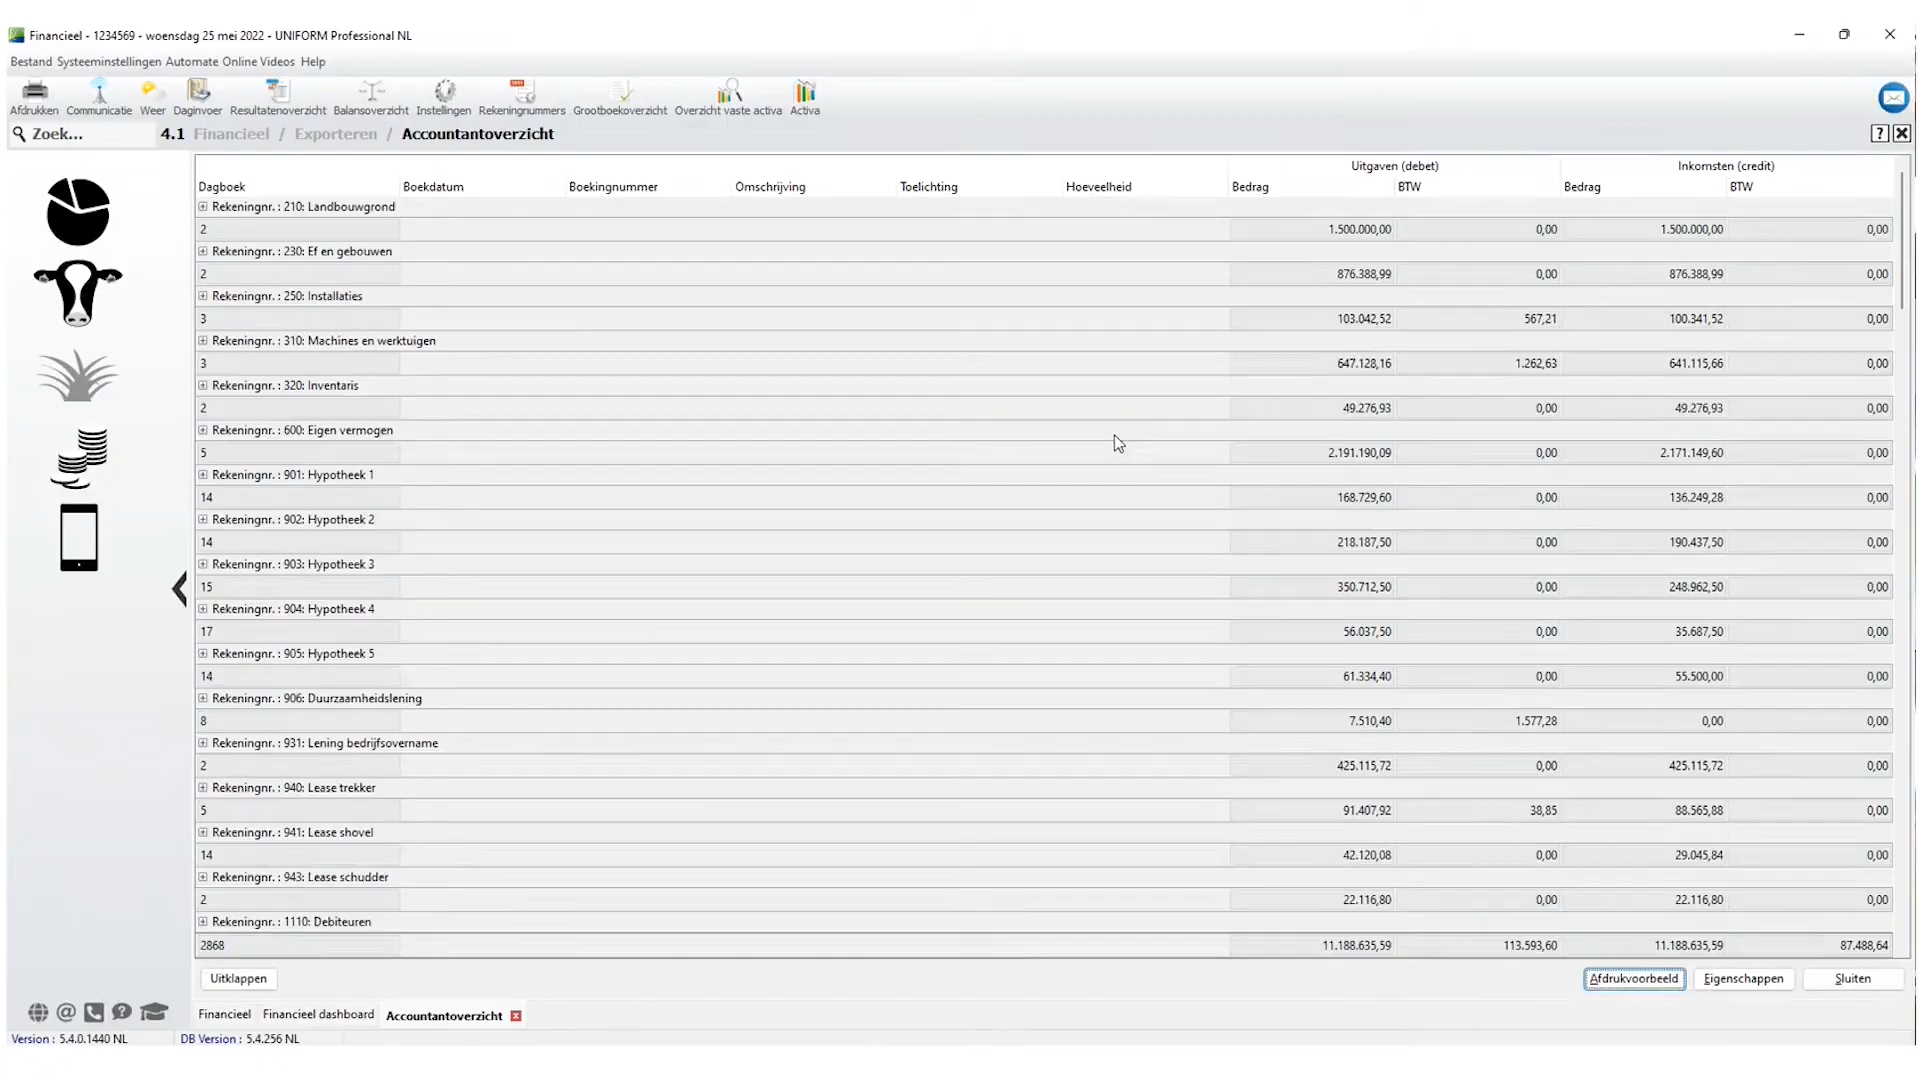 Financieel - 1234569 - woensdag 25 mei 2022 - UNIFORM Professional NL
Bestand Systeeminstellingen Automate Online Videos Help
Afdrukken Communicatie Weer Daginvoer Resultatenoverzicht Balansoverzicht Instellingen Rekeningnummers Grootboekoverzicht Overzicht vaste activa Activa
Zoek... 4.1 Financieel / Exporteren / Accountantoverzicht ?
Uitgaven (debet) Inkomsten (credit)
Dagboek Boekdatum Boekingnummer Omschrijving Toelichting Hoeveelheid Bedrag BTW Bedrag BTW
Rekeningnr. : 210: Landbouwgrond
2 1.500.000,00 0,00 1.500.000,00 0,00
Rekeningnr. : 230: Ef en gebouwen
2 876.388,99 0,00 876.388,99 0,00
Rekeningnr. : 250: Installaties
3 103.042,52 567,21 100.341,52 0,00
Rekeningnr. : 310: Machines en werktuigen
3 647.128,16 1.262,63 641.115,66 0,00
Rekeningnr. : 320: Inventaris
2 49.276,93 0,00 49.276,93 0,00
Rekeningnr. : 600: Eigen vermogen
5 2.191.190,09 0,00 2.171.149,60 0,00
Rekeningnr. : 901: Hypotheek 1
14 168.729,60 0,00 136.249,28 0,00
Rekeningnr. : 902: Hypotheek 2
14 218.187,50 0,00 190.437,50 0,00
Rekeningnr. : 903: Hypotheek 3
15 350.712,50 0,00 248.962,50 0,00
Rekeningnr. : 904: Hypotheek 4
17 56.037,50 0,00 35.687,50 0,00
Rekeningnr. : 905: Hypotheek 5
14 61.334,40 0,00 55.500,00 0,00
Rekeningnr. : 906: Duurzaamheidslening
8 7.510,40 1.577,28 0,00 0,00
Rekeningnr. : 931: Lening bedrijfsovername
2 425.115,72 0,00 425.115,72 0,00
Rekeningnr. : 940: Lease trekker
5 91.407,92 38,85 88.565,88 0,00
Rekeningnr. : 941: Lease shovel
14 42.120,08 0,00 29.045,84 0,00
Rekeningnr. : 943: Lease schudder
2 22.116,80 0,00 22.116,80 0,00
Rekeningnr. : 1110: Debiteuren
2868 11.188.635,59 113.593,60 11.188.635,59 87.488,64
Uitklappen Afdrukvoorbeeld Eigenschappen Sluiten
Financieel Financieel dashboard Accountantoverzicht
Version : 5.4.0.1440 NL DB Version : 5.4.256 NL